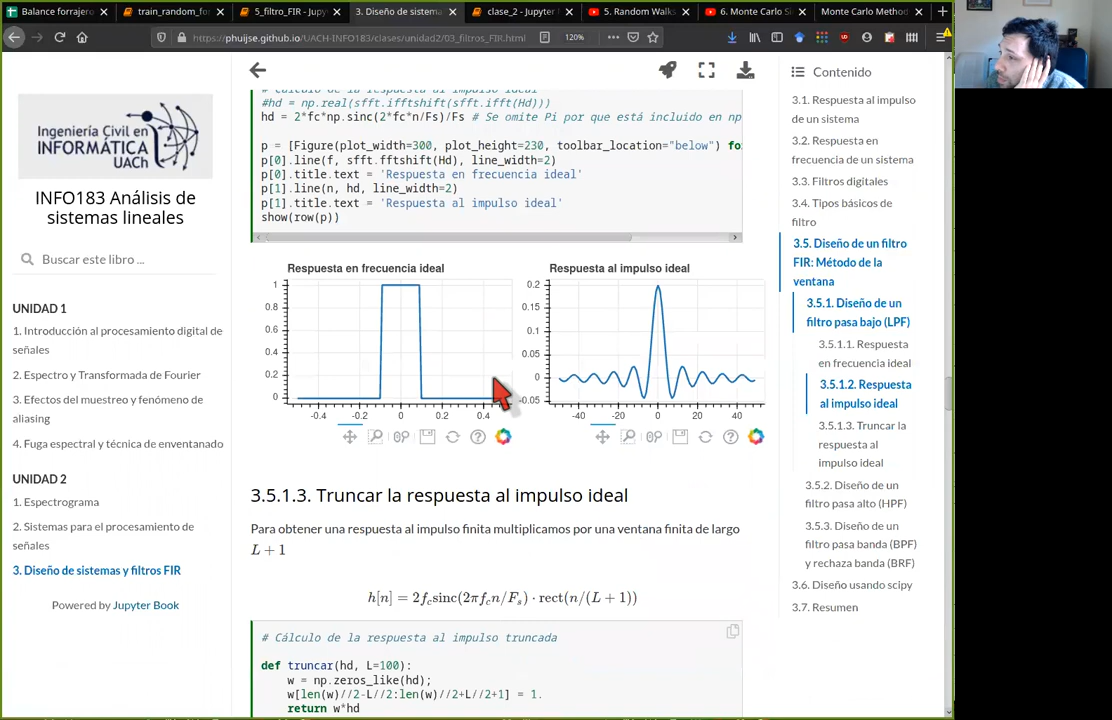 Balance forrajero
train_random_fo
5_filtro_FIR - Jupy
3. Diseño de sistema
clase_2 - Jupyter
5. Random Walks
6. Monte Carlo Si
Monte Carlo Method
https://phuijse.github.io/UACH-INFO183/clases/unidad2/03_filtros_FIR.html
120%
Ingeniería Civil en
INFORMÁTICA
UACh
INFO183 Análisis de
sistemas lineales
Buscar este libro ...
UNIDAD 1
1. Introducción al procesamiento digital de
señales
2. Espectro y Transformada de Fourier
3. Efectos del muestreo y fenómeno de
aliasing
4. Fuga espectral y técnica de enventanado
UNIDAD 2
1. Espectrograma
2. Sistemas para el procesamiento de
señales
3. Diseño de sistemas y filtros FIR
Powered by Jupyter Book
# Cálculo de la respuesta al impulso ideal
#hd = np.real(sfft.ifftshift(sfft.ifft(Hd)))
hd = 2*fc*np.sinc(2*fc*n/Fs)/Fs # Se omite Pi por que está incluido en np
p = [Figure(plot_width=300, plot_height=230, toolbar_location="below") fo
p[0].line(f, sfft.fftshift(Hd), line_width=2)
p[0].title.text = 'Respuesta en frecuencia ideal'
p[1].line(n, hd, line_width=2)
p[1].title.text = 'Respuesta al impulso ideal'
show(row(p))
Respuesta en frecuencia ideal
1
0.8
0.6
0.4
0.2
0
-0.4 -0.2 0 0.2 0.4
Respuesta al impulso ideal
0.2
0.15
0.1
0.05
0
-0.05
-40 -20 0 20 40
3.5.1.3. Truncar la respuesta al impulso ideal
Para obtener una respuesta al impulso finita multiplicamos por una ventana finita de largo
L + 1
h[n] = 2f_c sinc(2πf_c n/F_s) · rect(n/(L + 1))
# Cálculo de la respuesta al impulso truncada
def truncar(hd, L=100):
w = np.zeros_like(hd);
w[len(w)//2-L//2:len(w)//2+L//2+1] = 1.
return w*hd
Contenido
3.1. Respuesta al impulso
de un sistema
3.2. Respuesta en
frecuencia de un sistema
3.3. Filtros digitales
3.4. Tipos básicos de
filtro
3.5. Diseño de un filtro
FIR: Método de la
ventana
3.5.1. Diseño de un
filtro pasa bajo (LPF)
3.5.1.1. Respuesta
en frecuencia ideal
3.5.1.2. Respuesta
al impulso ideal
3.5.1.3. Truncar la
respuesta al
impulso ideal
3.5.2. Diseño de un
filtro pasa alto (HPF)
3.5.3. Diseño de un
filtro pasa banda (BPF)
y rechaza banda (BRF)
3.6. Diseño usando scipy
3.7. Resumen